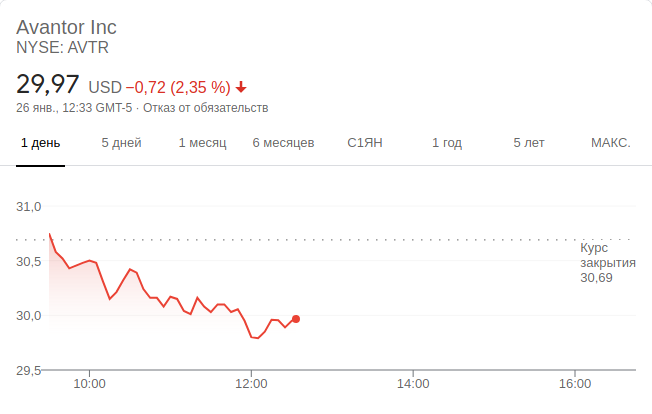 Avantor Inc
NYSE: AVTR
29,97 USD −0,72 (2,35 %)
26 янв., 12:33 GMT-5 · Отказ от обязательств
1 день 5 дней 1 месяц 6 месяцев С1ЯН 1 год 5 лет МАКС.
31,0
Курс
закрытия
30,69
30,5
30,0
29,5
10:00 12:00 14:00 16:00